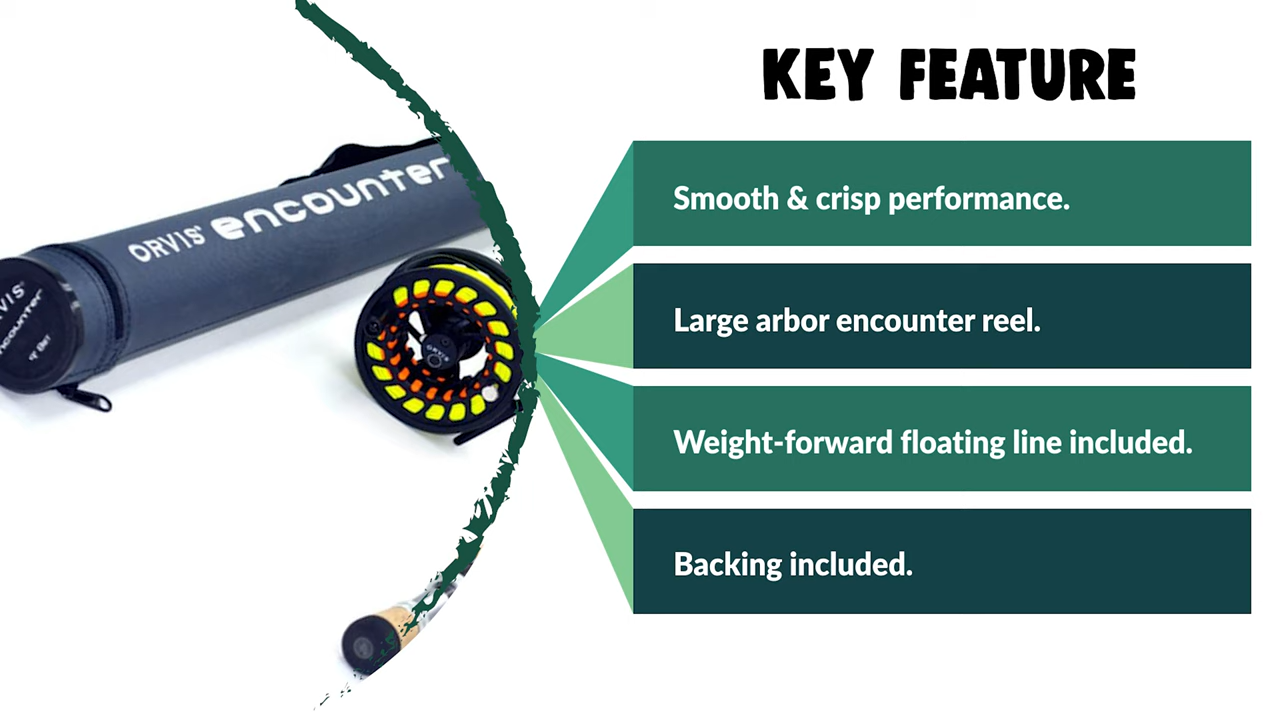 KEY FEATURE
ORVIS encounter
Smooth & crisp performance.
Large arbor encounter reel.
Weight-forward floating line included.
Backing included.
ORVIS